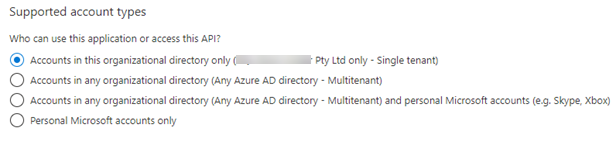 Supported account types
Who can use this application or access this API?
Accounts in this organizational directory only ( Pty Ltd only - Single tenant)
Accounts in any organizational directory (Any Azure AD directory - Multitenant)
Accounts in any organizational directory (Any Azure AD directory - Multitenant) and personal Microsoft accounts (e.g. Skype, Xbox)
Personal Microsoft accounts only